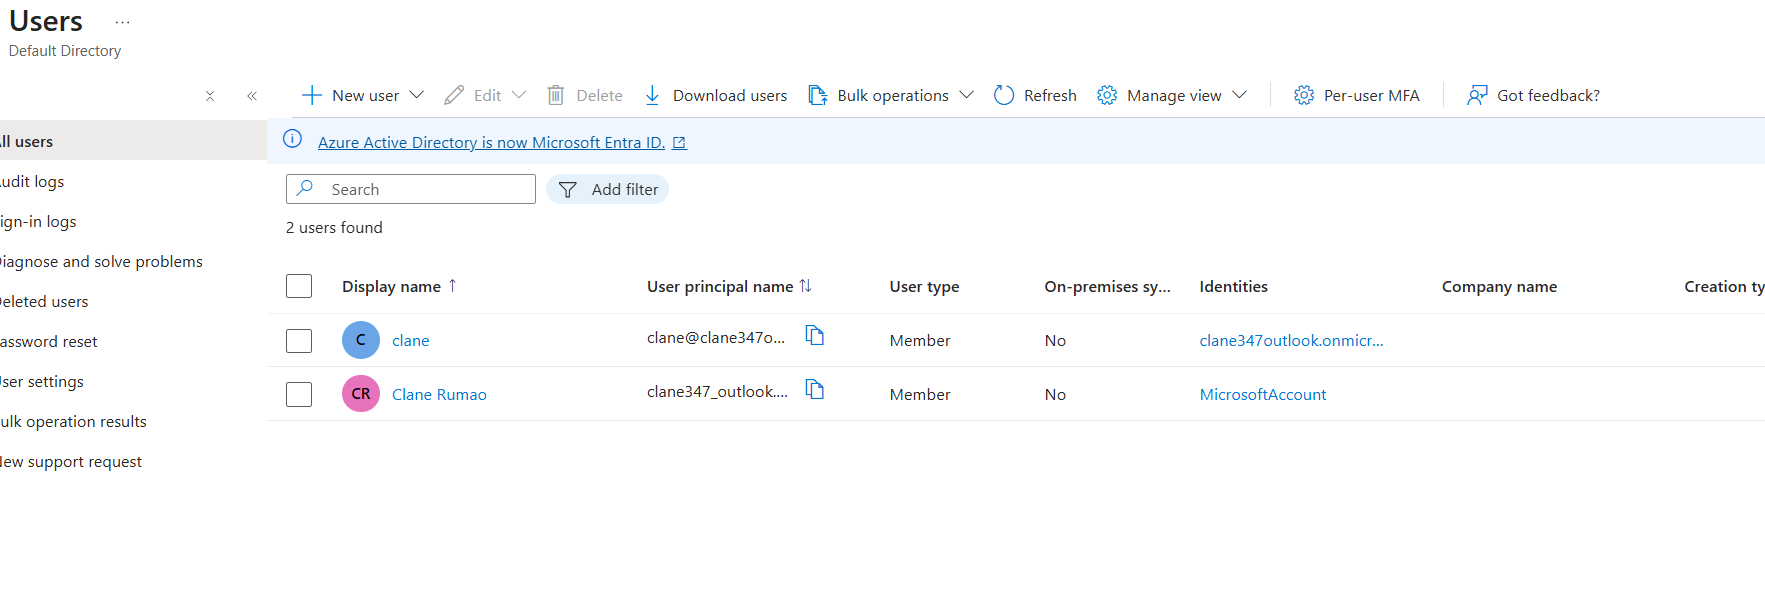 Users ...
Default Directory
New user Edit Delete Download users Bulk operations Refresh Manage view Per-user MFA Got feedback?
ll users
udit logs
ign-in logs
iagnose and solve problems
eleted users
assword reset
ser settings
ulk operation results
ew support request
Azure Active Directory is now Microsoft Entra ID.
Search Add filter
2 users found
Display name ↑ User principal name ↑↓ User type On-premises sy... Identities Company name Creation ty
C clane clane@clane347o... Member No clane347outlook.onmicr...
CR Clane Rumao clane347_outlook.... Member No MicrosoftAccount